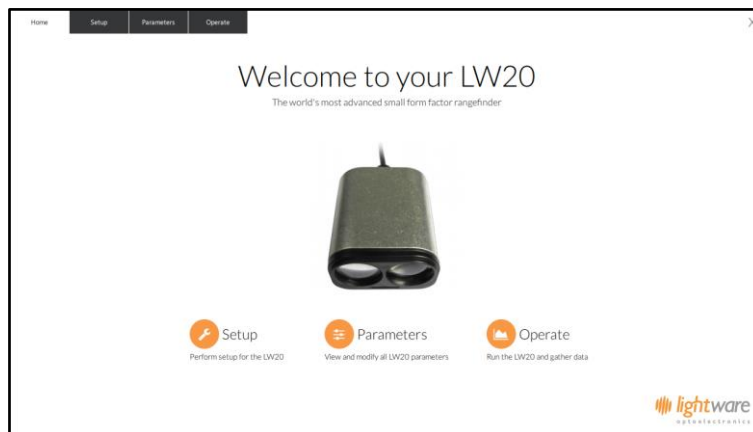 Home Setup Parameters Operate X
Welcome to your LW20
The world's most advanced small form factor rangefinder
Setup Parameters Operate
Perform setup for the LW20 View and modify all LW20 parameters Run the LW20 and gather data
lightware
optoelectronics